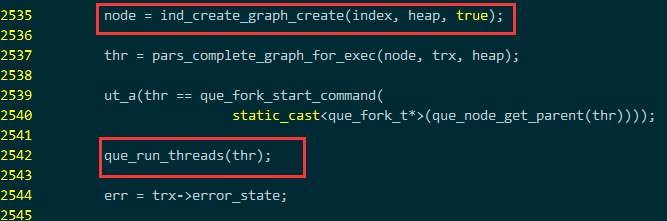 2535 node = ind_create_graph_create(index, heap, true);
2536
2537 thr = pars_complete_graph_for_exec(node, trx, heap);
2538
2539 ut_a(thr == que_fork_start_command(
2540 static_cast<que_fork_t*>(que_node_get_parent(thr))));
2541
2542 que_run_threads(thr);
2543
2544 err = trx->error_state;